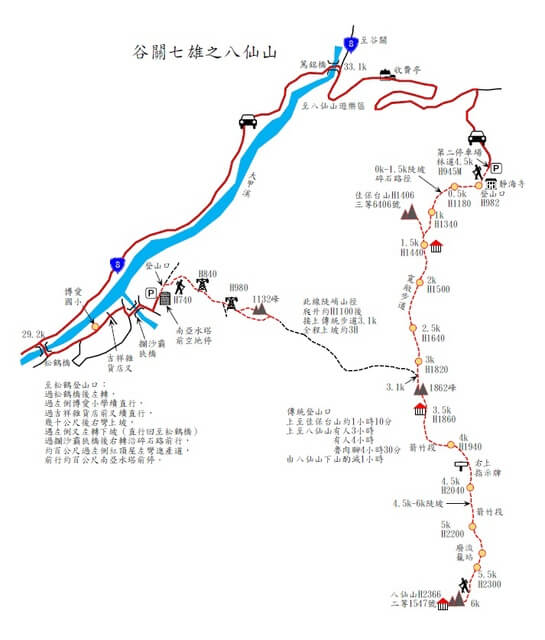 谷關七雄之八仙山
8
至谷關
篤銘橋
33.1k
收費亭
至八仙山遊樂區
第二停車場
林道4.5k
H945M
P
0k-1.5k陡坡
碎石路徑
靜海寺
登山口
H982
0.5k
H1180
佳保台山H1406
三等6406號
1k
H1340
1.5k
H1440
大甲溪
寬敞步道
2k
H1500
8
登山口
P
H740
H840
H980
1132峰
博愛
國小
南亞水塔
前空地停
此線陡峭山徑
爬升約H1100後
接上傳統步道3.1k
全程上坡約3H
2.5k
H1640
29.2k
松鶴橋
吉祥雜
貨店叉
攔沙霸
狹橋
3k
H1820
3.1k
1862峰
至松鶴登山口:
過松鶴橋後左轉,
過左側博愛小學續直行,
過吉祥雜貨店前叉續直行,
幾十公尺後右彎上坡,
遇左側叉左轉下坡(直行回至松鶴橋)
過攔沙霸狹橋後右轉沿碎石路前行,
約百公尺過左側紅頂屋左彎進產道,
前行約百公尺南亞水塔前停。
傳統登山口
上至佳保台山約1小時10分
上至八仙山有人3小時
有人4小時
魯肉腳4小時30分
由八仙山下山酌減1小時
3.5k
H1860
箭竹段
4k
H1940
右上
指示牌
4.5k
H2040
4.5k-6k陡坡
箭竹段
5k
H2200
廢流
籠站
5.5k
H2300
八仙山H2366
二等1547號
6k